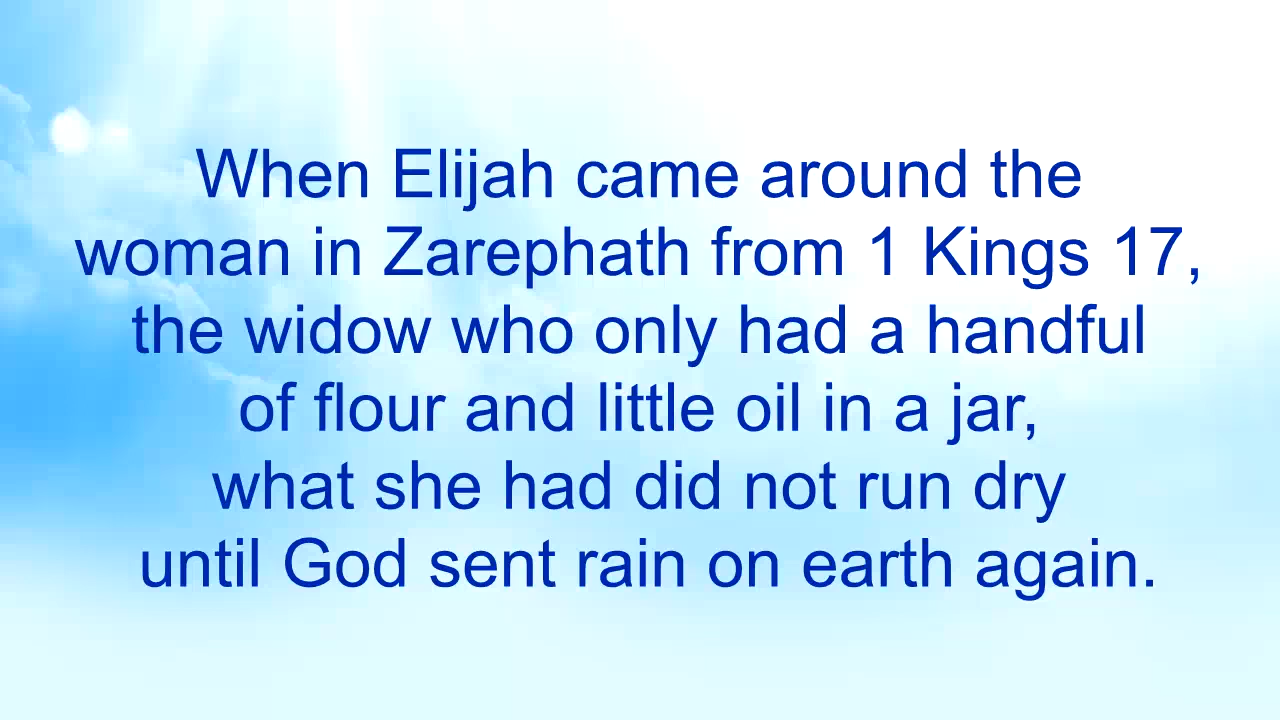 When Elijah came around the
woman in Zarephath from 1 Kings 17,
the widow who only had a handful
of flour and little oil in a jar,
what she had did not run dry
until God sent rain on earth again.